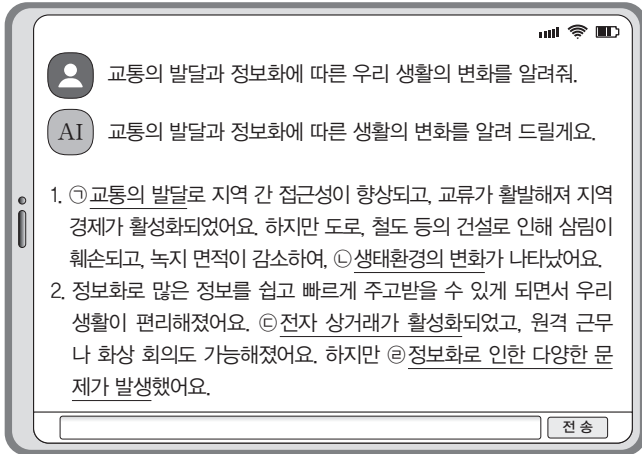 교통의 발달과 정보화에 따른 우리 생활의 변화를 알려줘.
AI 교통의 발달과 정보화에 따른 생활의 변화를 알려 드릴게요.
1. ㉠교통의 발달로 지역 간 접근성이 향상되고, 교류가 활발해져 지역
경제가 활성화되었어요. 하지만 도로, 철도 등의 건설로 인해 삼림이
훼손되고, 녹지 면적이 감소하여, ㉡생태환경의 변화가 나타났어요.
2. 정보화로 많은 정보를 쉽고 빠르게 주고받을 수 있게 되면서 우리
생활이 편리해졌어요. ㉢전자 상거래가 활성화되었고, 원격 근무
나 화상 회의도 가능해졌어요. 하지만 ㉣정보화로 인한 다양한 문
제가 발생했어요.
전 송